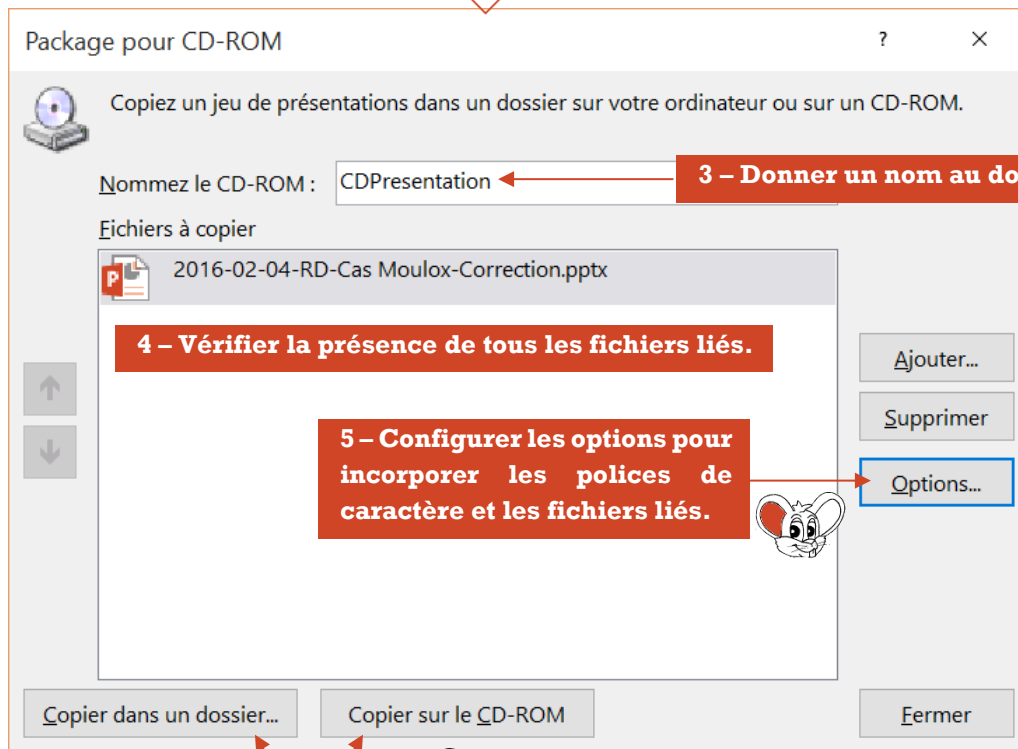 Package pour CD-ROM ? ×
Copiez un jeu de présentations dans un dossier sur votre ordinateur ou sur un CD-ROM.
Nommez le CD-ROM : CDPresentation
3 – Donner un nom au do
Fichiers à copier
2016-02-04-RD-Cas Moulox-Correction.pptx
4 – Vérifier la présence de tous les fichiers liés.
Ajouter...
Supprimer
5 – Configurer les options pour
incorporer les polices de
caractère et les fichiers liés.
Options...
Copier dans un dossier... Copier sur le CD-ROM Fermer